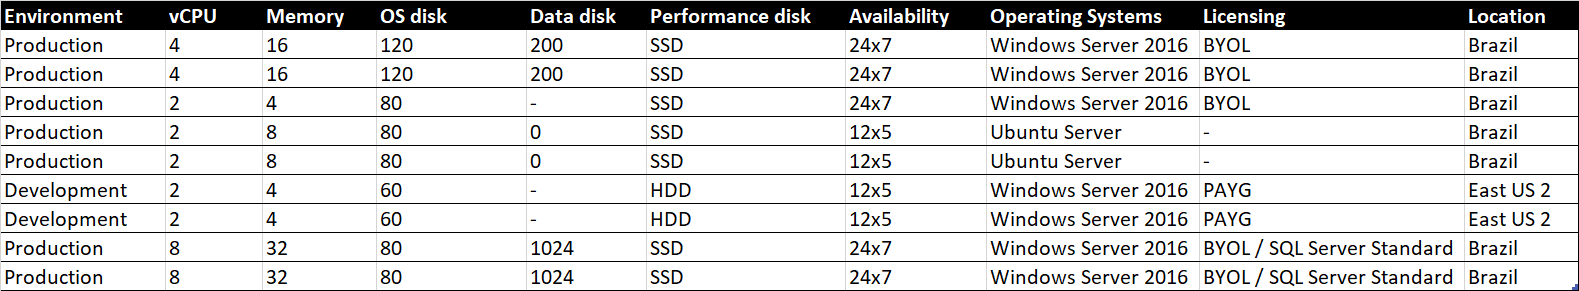 Environment vCPU Memory OS disk Data disk Performance disk Availability Operating Systems Licensing Location
Production 4 16 120 200 SSD 24x7 Windows Server 2016 BYOL Brazil
Production 4 16 120 200 SSD 24x7 Windows Server 2016 BYOL Brazil
Production 2 4 80 - SSD 24x7 Windows Server 2016 BYOL Brazil
Production 2 8 80 0 SSD 12x5 Ubuntu Server - Brazil
Production 2 8 80 0 SSD 12x5 Ubuntu Server - Brazil
Development 2 4 60 - HDD 12x5 Windows Server 2016 PAYG East US 2
Development 2 4 60 - HDD 12x5 Windows Server 2016 PAYG East US 2
Production 8 32 80 1024 SSD 24x7 Windows Server 2016 BYOL / SQL Server Standard Brazil
Production 8 32 80 1024 SSD 24x7 Windows Server 2016 BYOL / SQL Server Standard Brazil